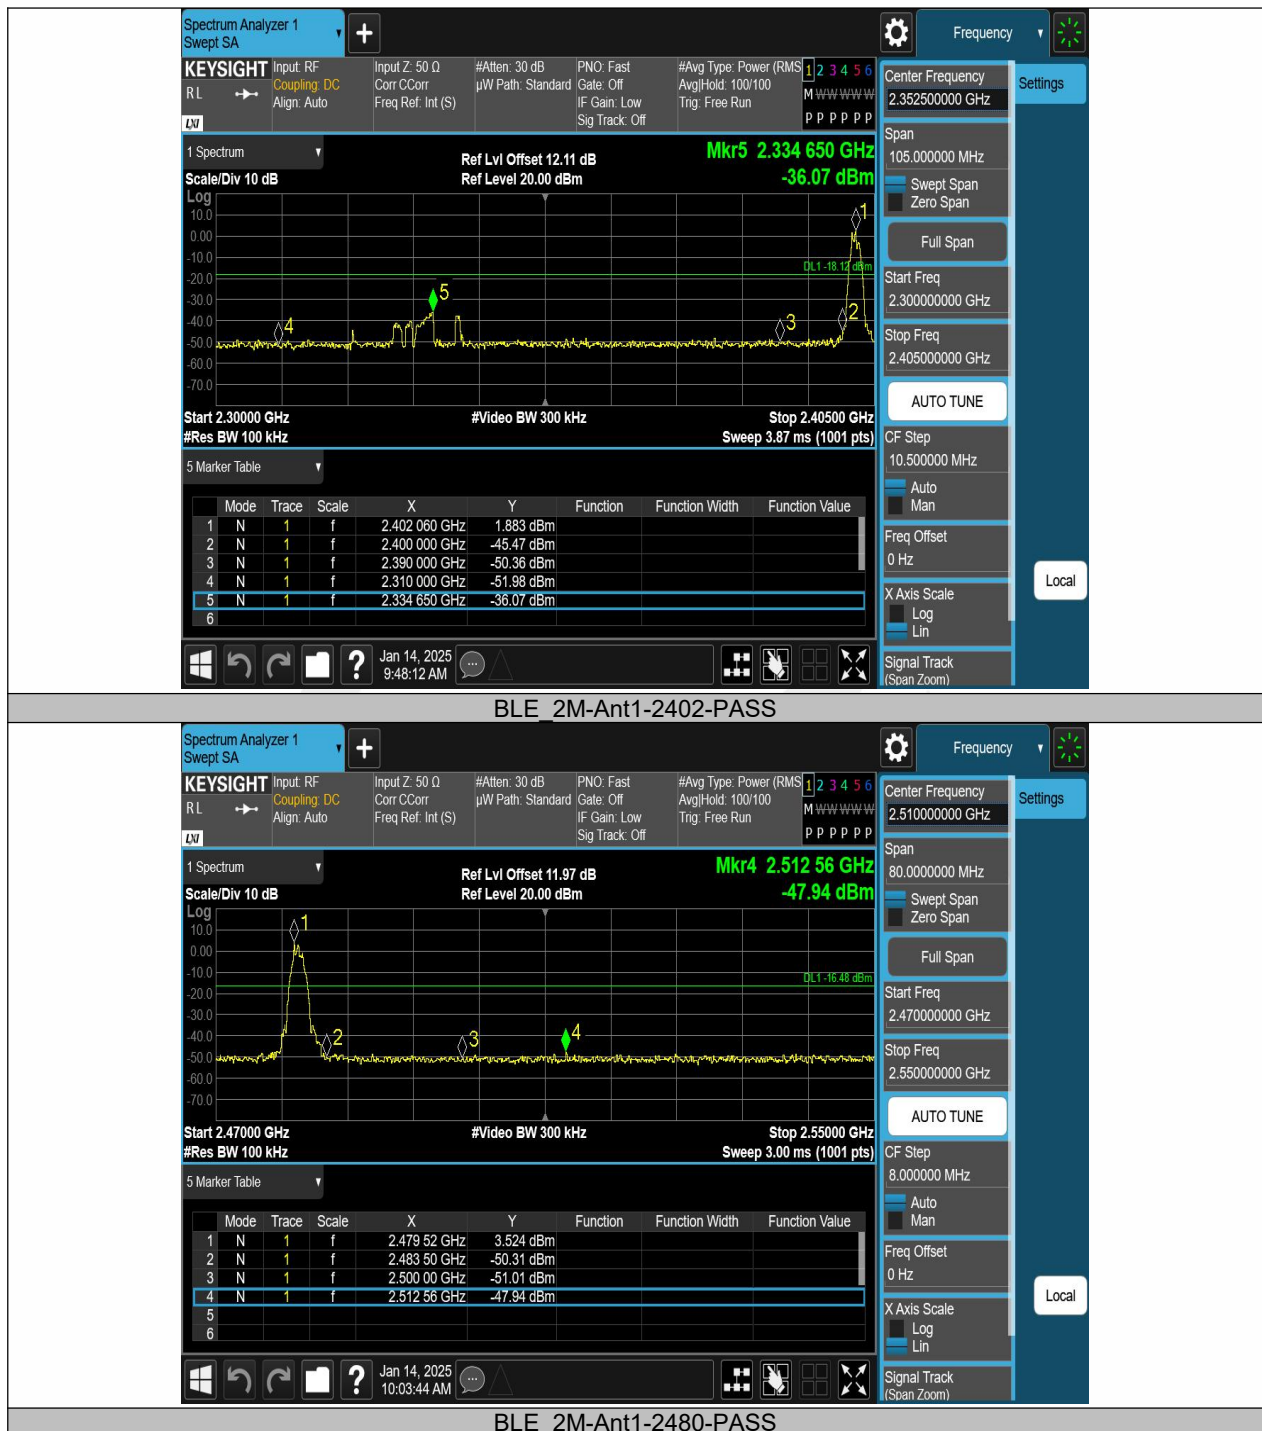 Spectrum Analyzer 1
Swept SA
Frequency
KEYSIGHT
RL
LXI
Input: RF
Coupling: DC
Align: Auto
Input Z: 50 Ω
Corr CCorr
Freq Ref: Int (S)
#Atten: 30 dB
µW Path: Standard
PNO: Fast
Gate: Off
IF Gain: Low
Sig Track: Off
#Avg Type: Power (RMS
Avg|Hold: 100/100
Trig: Free Run
1 2 3 4 5 6
M W W W W W
P P P P P P
1 Spectrum
Scale/Div 10 dB
Ref Lvl Offset 12.11 dB
Ref Level 20.00 dBm
Mkr5 2.334 650 GHz
-36.07 dBm
Log
10.0
0.00
-10.0
-20.0
-30.0
-40.0
-50.0
-60.0
-70.0
1
DL1 -18.12 dBm
5
4
3
2
Start 2.30000 GHz
#Video BW 300 kHz
Stop 2.40500 GHz
#Res BW 100 kHz
Sweep 3.87 ms (1001 pts)
5 Marker Table
Mode Trace Scale X Y Function Function Width Function Value
1 N 1 f 2.402 060 GHz 1.883 dBm
2 N 1 f 2.400 000 GHz -45.47 dBm
3 N 1 f 2.390 000 GHz -50.36 dBm
4 N 1 f 2.310 000 GHz -51.98 dBm
5 N 1 f 2.334 650 GHz -36.07 dBm
6
?
Jan 14, 2025
9:48:12 AM
Center Frequency
2.352500000 GHz
Settings
Span
105.000000 MHz
Swept Span
Zero Span
Full Span
Start Freq
2.300000000 GHz
Stop Freq
2.405000000 GHz
AUTO TUNE
CF Step
10.500000 MHz
Auto
Man
Freq Offset
0 Hz
Local
X Axis Scale
Log
Lin
Signal Track
(Span Zoom)
BLE_2M-Ant1-2402-PASS
Spectrum Analyzer 1
Swept SA
Frequency
KEYSIGHT
RL
LXI
Input: RF
Coupling: DC
Align: Auto
Input Z: 50 Ω
Corr CCorr
Freq Ref: Int (S)
#Atten: 30 dB
µW Path: Standard
PNO: Fast
Gate: Off
IF Gain: Low
Sig Track: Off
#Avg Type: Power (RMS
Avg|Hold: 100/100
Trig: Free Run
1 2 3 4 5 6
M W W W W W
P P P P P P
1 Spectrum
Scale/Div 10 dB
Ref Lvl Offset 11.97 dB
Ref Level 20.00 dBm
Mkr4 2.512 56 GHz
-47.94 dBm
Log
10.0
0.00
-10.0
-20.0
-30.0
-40.0
-50.0
-60.0
-70.0
1
DL1 -16.48 dBm
2
3
4
Start 2.47000 GHz
#Video BW 300 kHz
Stop 2.55000 GHz
#Res BW 100 kHz
Sweep 3.00 ms (1001 pts)
5 Marker Table
Mode Trace Scale X Y Function Function Width Function Value
1 N 1 f 2.479 52 GHz 3.524 dBm
2 N 1 f 2.483 50 GHz -50.31 dBm
3 N 1 f 2.500 00 GHz -51.01 dBm
4 N 1 f 2.512 56 GHz -47.94 dBm
5
6
?
Jan 14, 2025
10:03:44 AM
Center Frequency
2.510000000 GHz
Settings
Span
80.0000000 MHz
Swept Span
Zero Span
Full Span
Start Freq
2.470000000 GHz
Stop Freq
2.550000000 GHz
AUTO TUNE
CF Step
8.000000 MHz
Auto
Man
Freq Offset
0 Hz
Local
X Axis Scale
Log
Lin
Signal Track
(Span Zoom)
BLE_2M-Ant1-2480-PASS